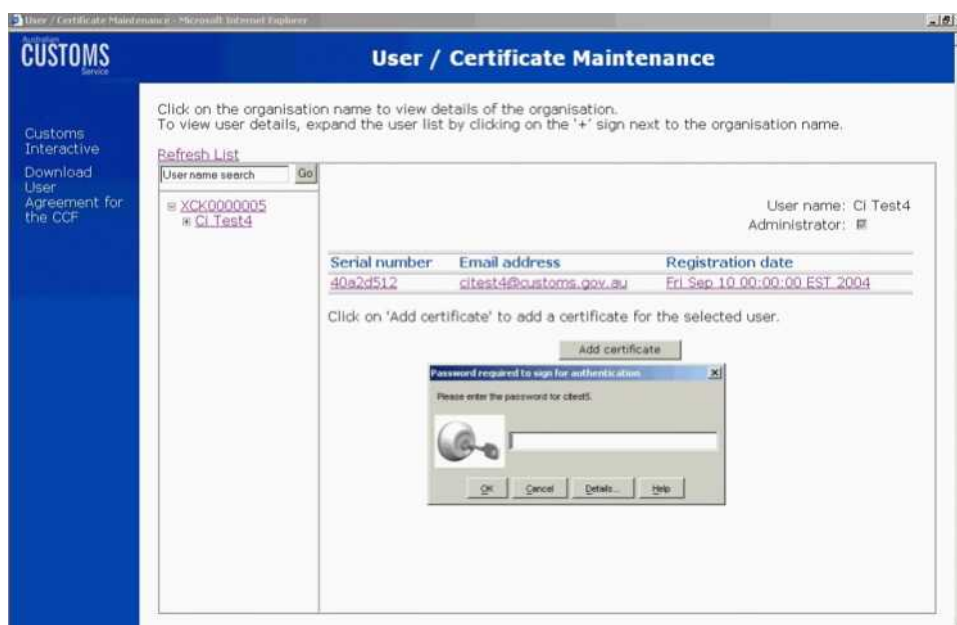 User / Certificate Maintenance - Microsoft Internet Explorer
Australian
CUSTOMS
Service
User / Certificate Maintenance
Click on the organisation name to view details of the organisation.
To view user details, expand the user list by clicking on the '+' sign next to the organisation name.
Customs
Interactive
Download
User
Agreement for
the CCF
Refresh List
User name search
Go
XCK0000005
Ci Test4
User name: Ci Test4
Administrator:
Serial number Email address Registration date
40a2d512 citest4@customs.gov.au Fri Sep 10 00:00:00 EST 2004
Click on 'Add certificate' to add a certificate for the selected user.
Add certificate
Password required to sign for authentication
Please enter the password for citest5.
OK Cancel Details... Help